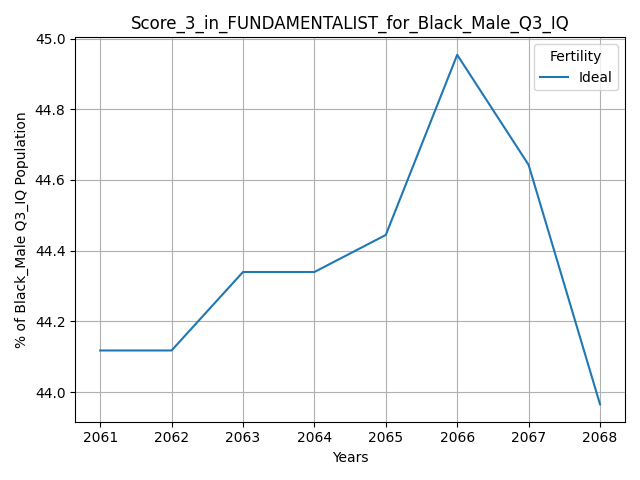 Score_3_in_FUNDAMENTALIST_for_Black_Male_Q3_IQ
45.0
44.8
44.6
44.4
44.2
44.0
% of Black_Male Q3_IQ Population
Fertility
Ideal
2061 2062 2063 2064 2065 2066 2067 2068
Years